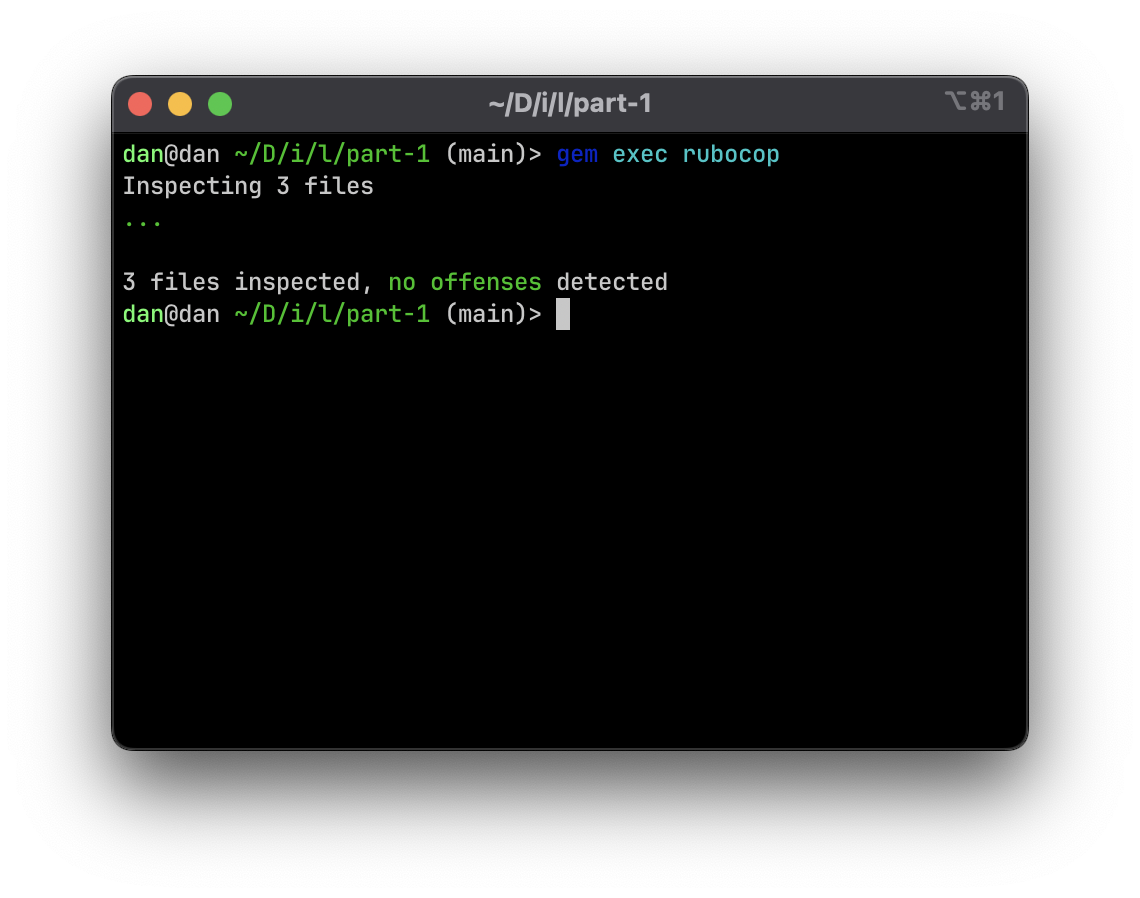 ~/D/i/l/part-1
⌥⌘1
dan@dan ~/D/i/l/part-1 (main)> gem exec rubocop
Inspecting 3 files
...
3 files inspected, no offenses detected
dan@dan ~/D/i/l/part-1 (main)>